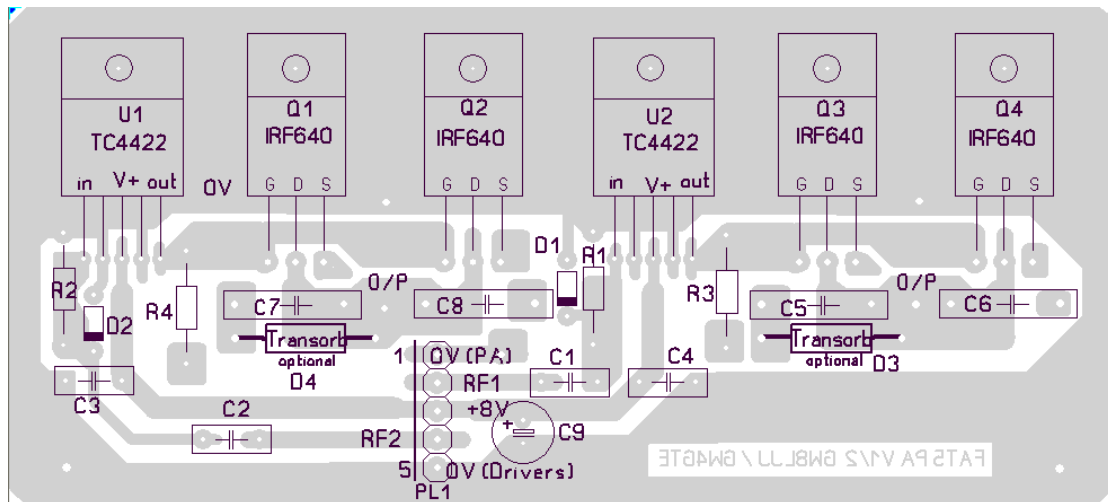 U1
TC4422
in V+ out
Q1
IRF640
G D S
Q2
IRF640
G D S
U2
TC4422
in V+ out
Q3
IRF640
G D S
Q4
IRF640
G D S
0V
R2
D2
R4
C7
O/P
C8
D1
R1
R3
C5
O/P
C6
Transorb
optional
D4
Transorb
optional
D3
C3
C2
1 0V (PA)
RF1
+8V
RF2
5 0V (Drivers)
PL1
C1
C4
+
C9
FAT5 PA V1/2 GW8LJJ / GW4GTE